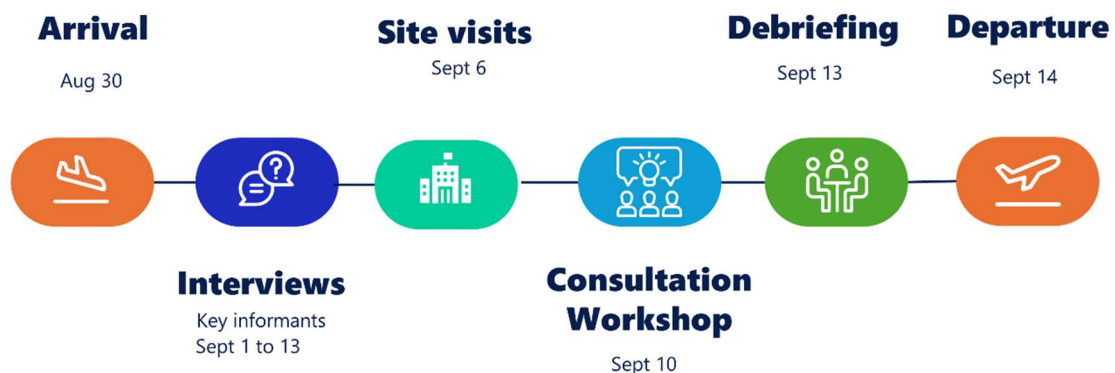 Arrival
Aug 30
Interviews
Key informants
Sept 1 to 13
Site visits
Sept 6
Consultation
Workshop
Sept 10
Debriefing
Sept 13
Departure
Sept 14
?